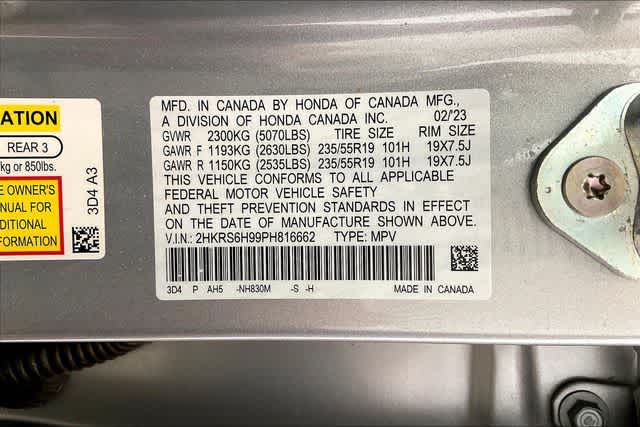 ATION
REAR 3
kg or 850lbs.
E OWNER'S
NUAL FOR
DITIONAL
FORMATION
3D4 A3
MFD. IN CANADA BY HONDA OF CANADA MFG.,
A DIVISION OF HONDA CANADA INC. 02/'23
GVWR 2300KG (5070LBS) TIRE SIZE RIM SIZE
GAWR F 1193KG (2630LBS) 235/55R19 101H 19X7.5J
GAWR R 1150KG (2535LBS) 235/55R19 101H 19X7.5J
THIS VEHICLE CONFORMS TO ALL APPLICABLE
FEDERAL MOTOR VEHICLE SAFETY
AND THEFT PREVENTION STANDARDS IN EFFECT
ON THE DATE OF MANUFACTURE SHOWN ABOVE.
V.I.N.: 2HKRS6H99PH816662 TYPE: MPV
3D4 P AH5 -NH830M -S -H MADE IN CANADA